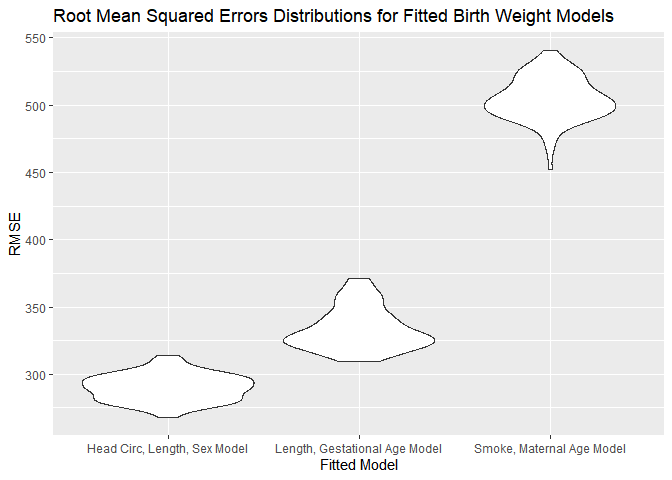 Root Mean Squared Errors Distributions for Fitted Birth Weight Models
550
500
450
400
350
300
RMSE
Head Circ, Length, Sex Model
Length, Gestational Age Model
Smoke, Maternal Age Model
Fitted Model